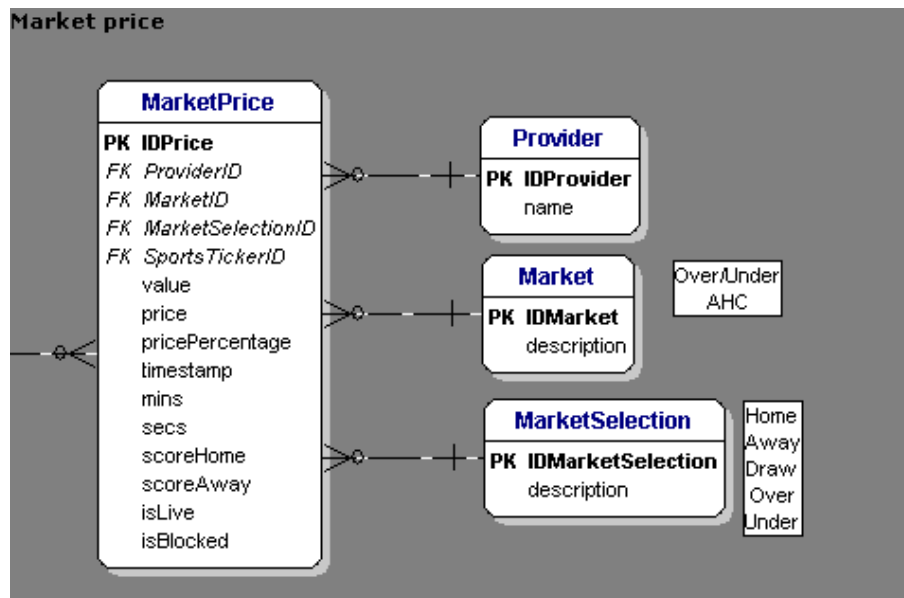 Market price
MarketPrice
PK IDPrice
FK ProviderID
FK MarketID
FK MarketSelectionID
FK SportsTickerID
value
price
pricePercentage
timestamp
mins
secs
scoreHome
scoreAway
isLive
isBlocked
Provider
PK IDProvider
name
Market
PK IDMarket
description
Over/Under
AHC
MarketSelection
PK IDMarketSelection
description
Home
Away
Draw
Over
Under